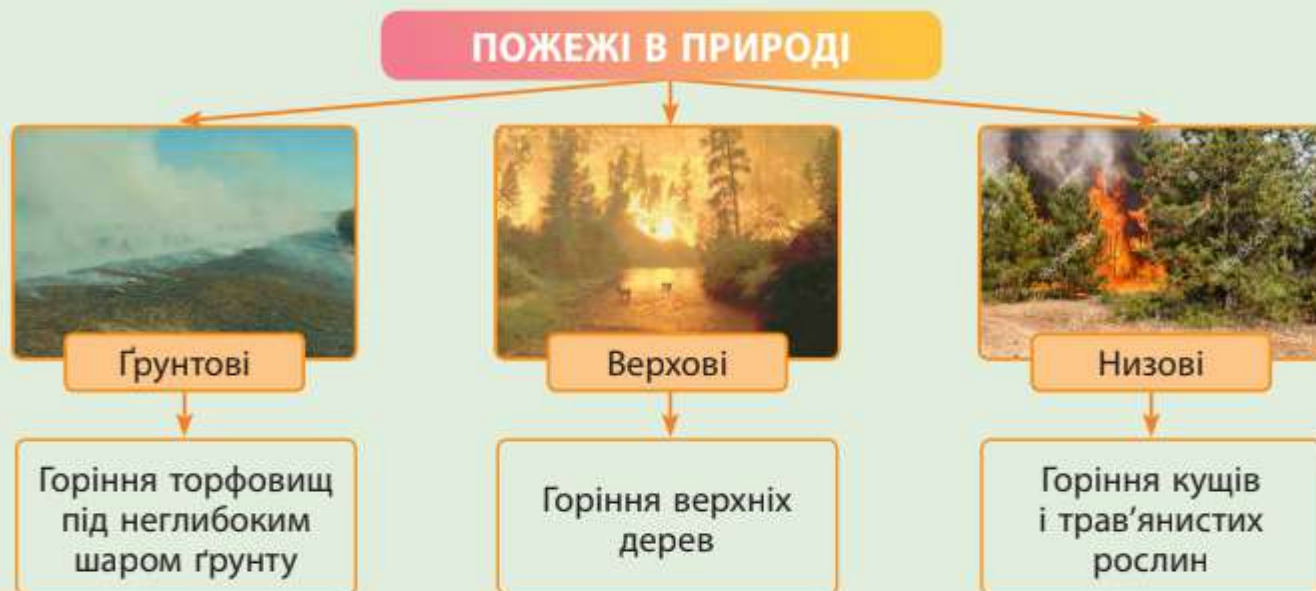 ПОЖЕЖІ В ПРИРОДІ
Ґрунтові
Верхові
Низові
Горіння торфовищ
під неглибоким
шаром ґрунту
Горіння верхніх
дерев
Горіння кущів
і трав'янистих
рослин